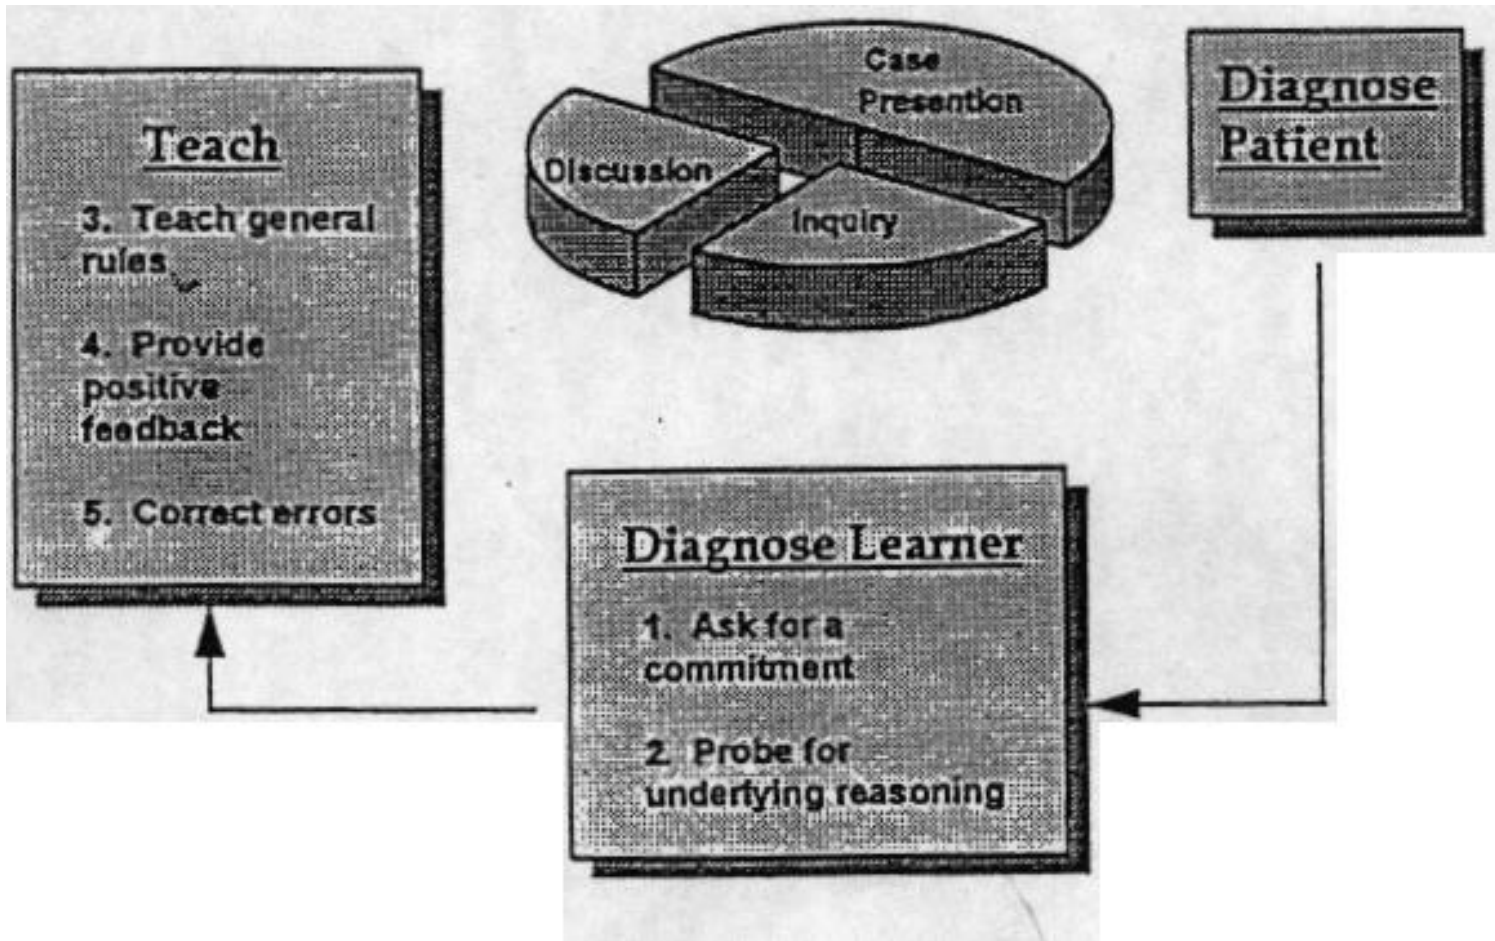 Teach
3. Teach general
rules
4. Provide
positive
feedback
5. Correct errors
Case
Presention
Discussion
Inquiry
Diagnose
Patient
Diagnose Learner
1. Ask for a
commitment
2. Probe for
underlying reasoning